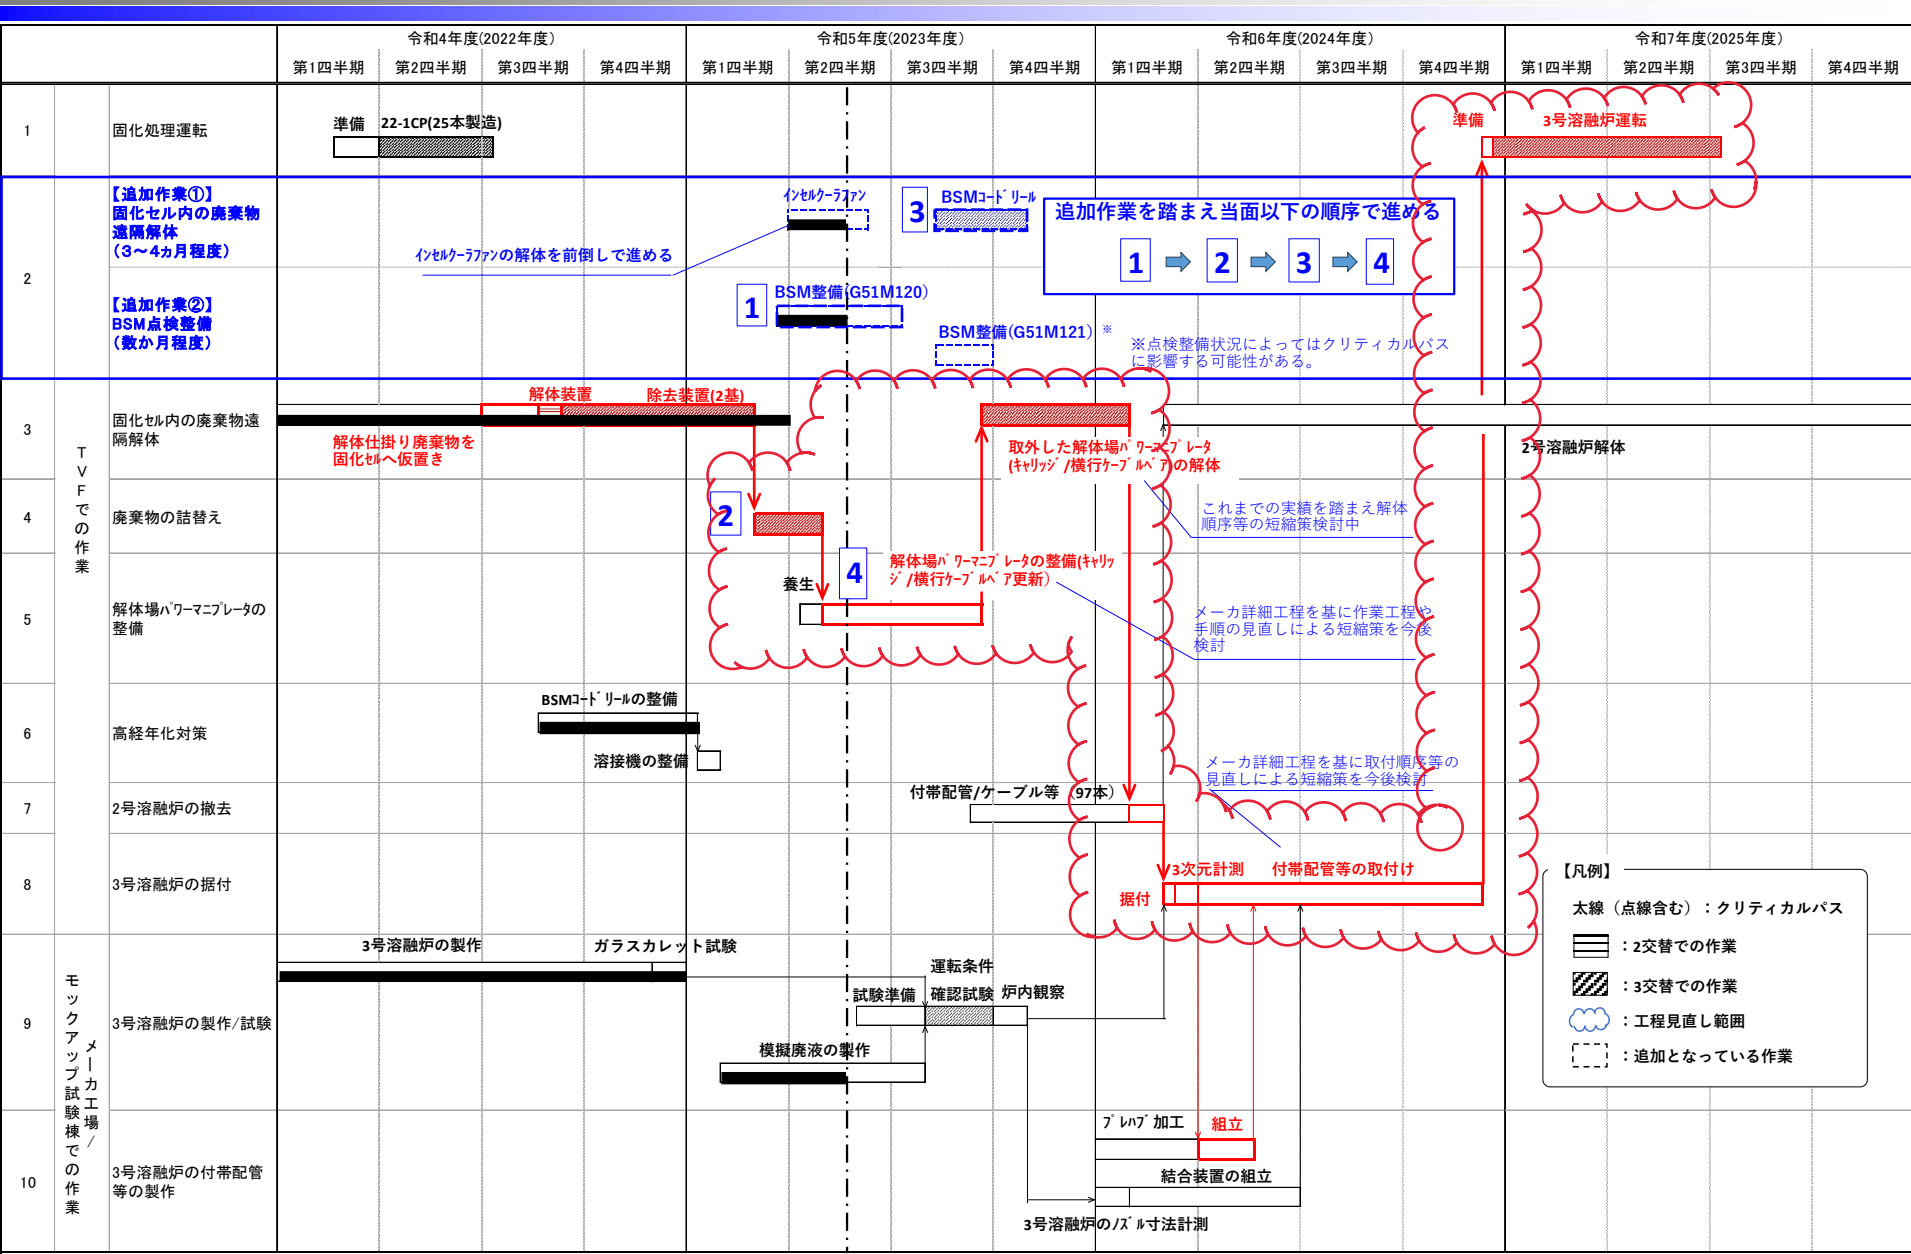 令和4年度(2022年度)
令和5年度(2023年度)
令和6年度(2024年度)
令和7年度(2025年度)
第1四半期
第2四半期
第3四半期
第4四半期
第1四半期
第2四半期
第3四半期
第4四半期
第1四半期
第2四半期
第3四半期
第4四半期
第1四半期
第2四半期
第3四半期
第4四半期
1
固化処理運転
準備
22-1CP(25本製造)
準備
3号溶融炉運転
2
【追加作業①】
固化セル内の廃棄物
遠隔解体
（3～4ヵ月程度）
【追加作業②】
BSM点検整備
（数か月程度）
ｲﾝｾﾙｸｰﾗﾌｧﾝ
ｲﾝｾﾙｸｰﾗﾌｧﾝの解体を前倒しで進める
3
BSMｺｰﾄﾞﾘｰﾙ
追加作業を踏まえ当面以下の順序で進める
1
2
3
4
1
BSM整備(G51M120)
BSM整備(G51M121) ※
※点検整備状況によってはクリティカルパス
に影響する可能性がある。
TVFでの作業
3
固化ｾﾙ内の廃棄物遠
隔解体
解体装置
除去装置(2基)
解体仕掛り廃棄物を
固化ｾﾙへ仮置き
取外した解体場ﾊﾟﾜｰﾏﾆﾌﾟﾚｰﾀ
(ｷｬﾘｯｼﾞ/横行ｹｰﾌﾞﾙﾍﾞｱ)の解体
2号溶融炉解体
4
廃棄物の詰替え
2
これまでの実績を踏まえ解体
順序等の短縮策検討中
5
解体場ﾊﾟﾜｰﾏﾆﾌﾟﾚｰﾀの
整備
養生
4
解体場ﾊﾟﾜｰﾏﾆﾌﾟﾚｰﾀの整備(ｷｬﾘｯ
ｼﾞ/横行ｹｰﾌﾞﾙﾍﾞｱ更新）
メーカ詳細工程を基に作業工程や
手順の見直しによる短縮策を今後
検討
6
高経年化対策
BSMｺｰﾄﾞﾘｰﾙの整備
溶接機の整備
メーカ詳細工程を基に取付順序等の
見直しによる短縮策を今後検討
7
2号溶融炉の撤去
付帯配管/ケーブル等（97本）
8
3号溶融炉の据付
据付
3次元計測
付帯配管等の取付け
メーカ工場/
モックアップ試験棟での作業
9
3号溶融炉の製作/試験
3号溶融炉の製作
ガラスカレット試験
試験準備
運転条件
確認試験
炉内観察
模擬廃液の製作
10
3号溶融炉の付帯配管
等の製作
ﾌﾟﾚﾊﾌﾞ加工
組立
結合装置の組立
3号溶融炉のﾉｽﾞﾙ寸法計測
【凡例】
太線（点線含む）：クリティカルパス
：2交替での作業
：3交替での作業
：工程見直し範囲
：追加となっている作業